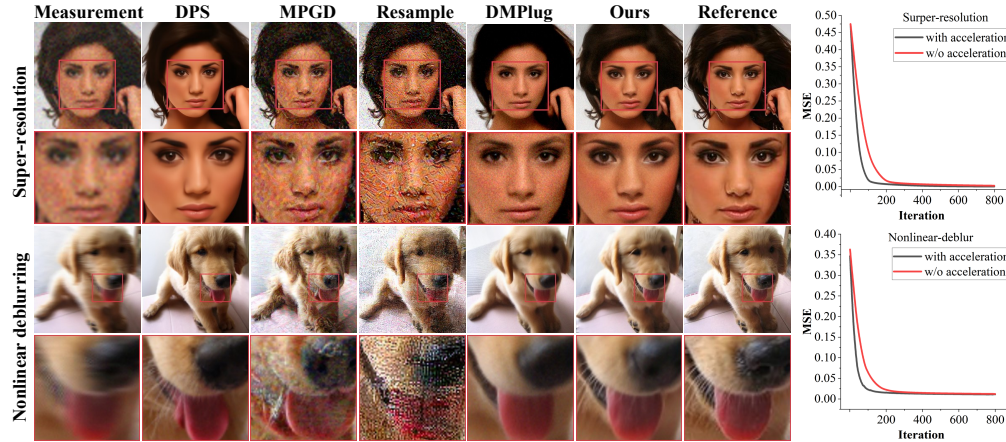 Measurement DPS MPGD Resample DMPlug Ours Reference
Super-resolution
Nonlinear deblurring
Surper-resolution
with acceleration
w/o acceleration
MSE
0.50
0.45
0.40
0.35
0.30
0.25
0.20
0.15
0.10
0.05
0.00
200 400 600 800
Iteration
Nonlinear-deblur
with acceleration
w/o acceleration
MSE
0.40
0.35
0.30
0.25
0.20
0.15
0.10
0.05
0.00
200 400 600 800
Iteration